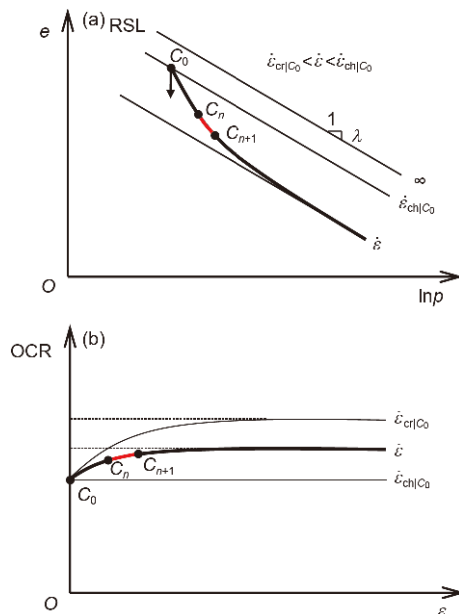 (a)
e
RSL
C₀
ε̇cr|C₀ < ε̇ < ε̇ch|C₀
Cₙ
1
λ
Cₙ₊₁
∞
ε̇ch|C₀
ε̇
O
lnp
(b)
OCR
ε̇cr|C₀
ε̇
Cₙ
Cₙ₊₁
ε̇ch|C₀
C₀
O
ε